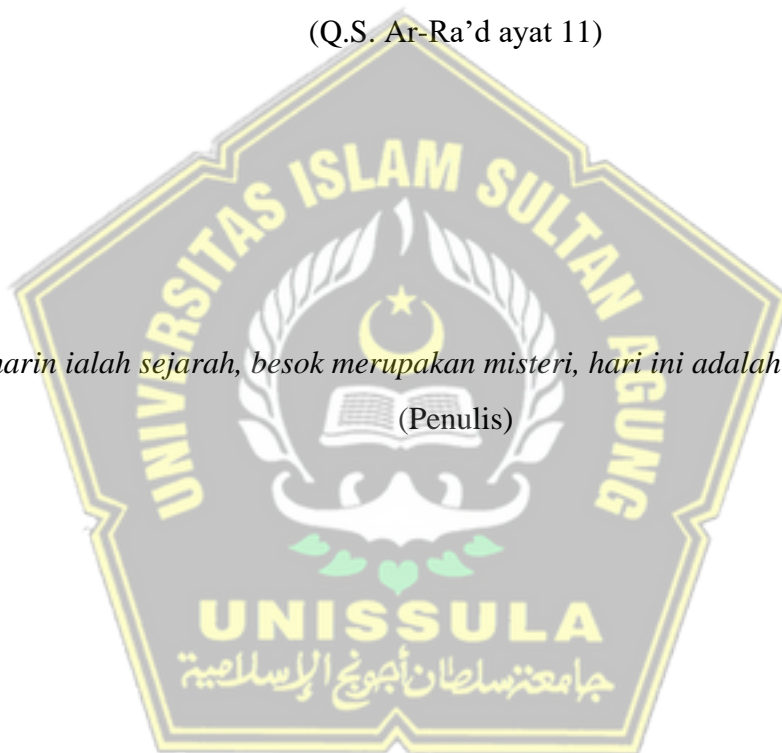 (Q.S. Ar-Ra’d ayat 11)
UNIVERSITAS ISLAM SULTAN AGUNG
ialah sejarah, besok merupakan misteri, hari ini adalah
(Penulis)
UNISSULA
جامعة سلطان أجونج الإسلامية